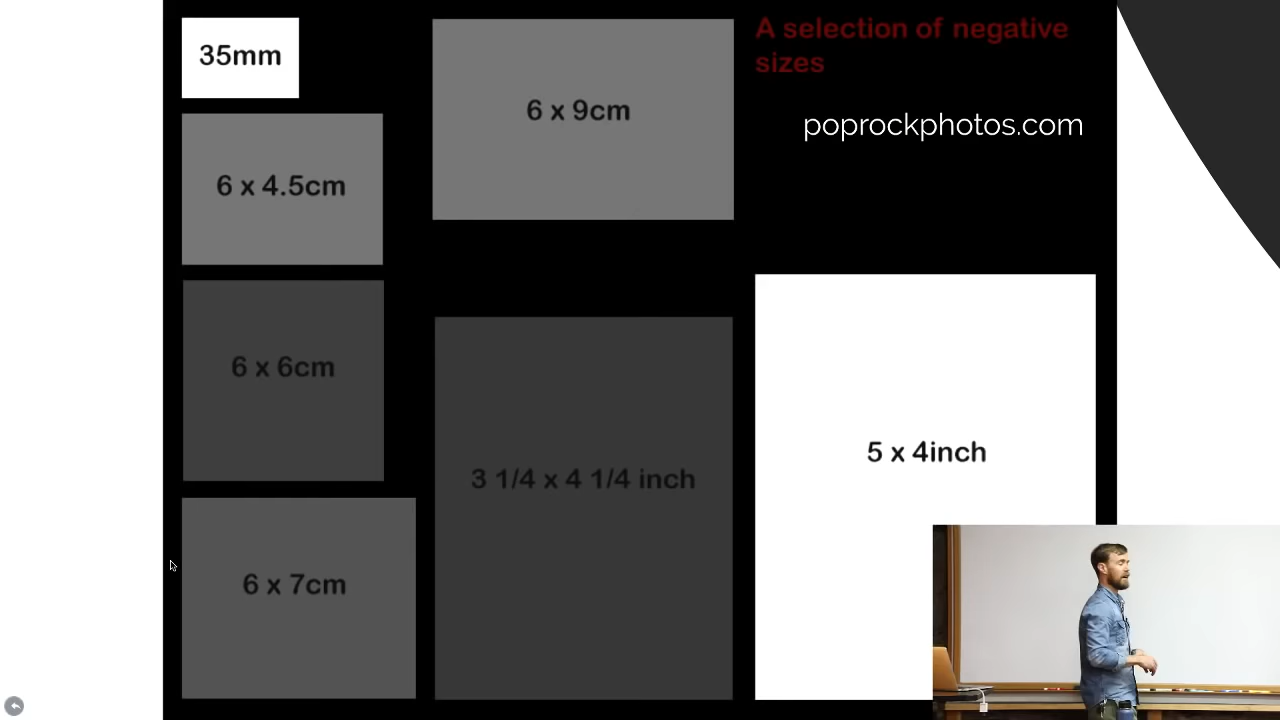 35mm
6 x 4.5cm
6 x 6cm
6 x 7cm
6 x 9cm
3 1/4 x 4 1/4 inch
A selection of negative
sizes
poprockphotos.com
5 x 4inch